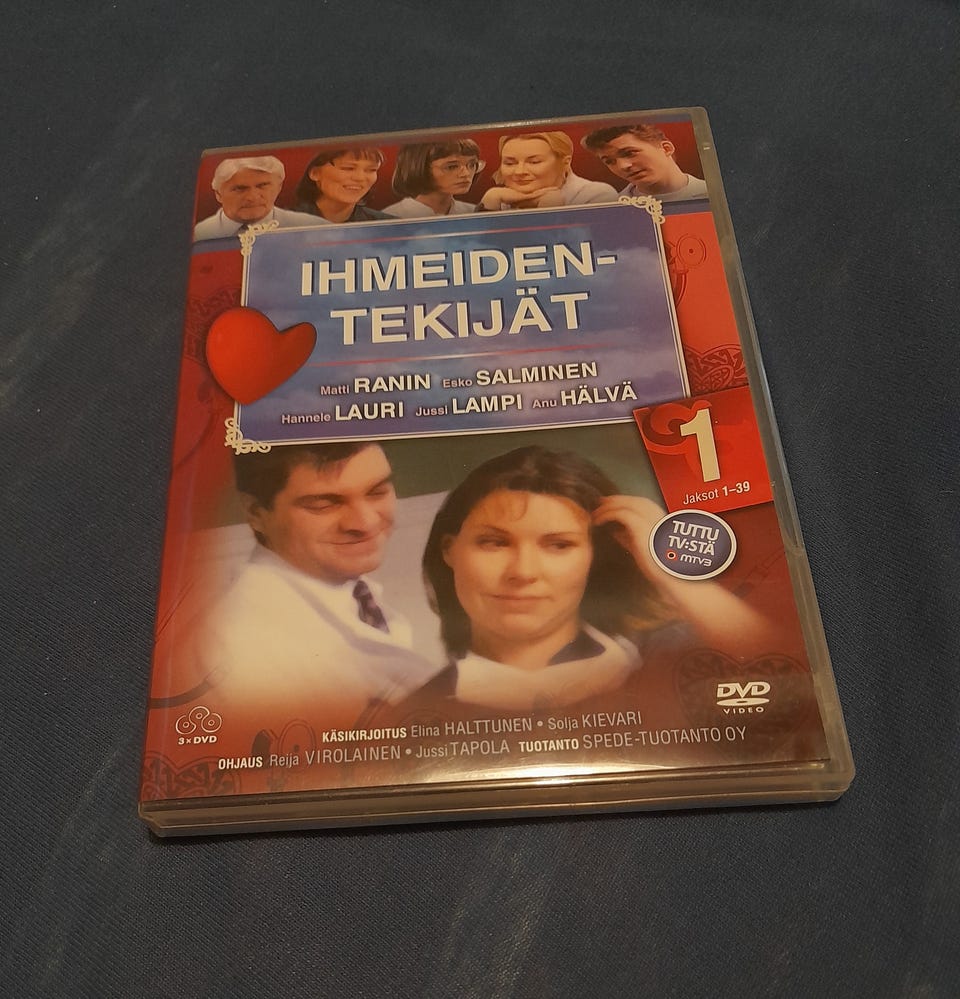 IHMEIDEN-
TEKIJÄT
Matti RANIN Esko SALMINEN
Hannele LAURI Jussi LAMPI Anu HÄLVÄ
1
Jaksot 1–39
TUTTU
TV:STÄ
MTV3
DVD
VIDEO
3×DVD
KÄSIKIRJOITUS Elina HALTTUNEN • Solja KIEVARI
OHJAUS Reija VIROLAINEN • Jussi TAPOLA TUOTANTO SPEDE-TUOTANTO OY